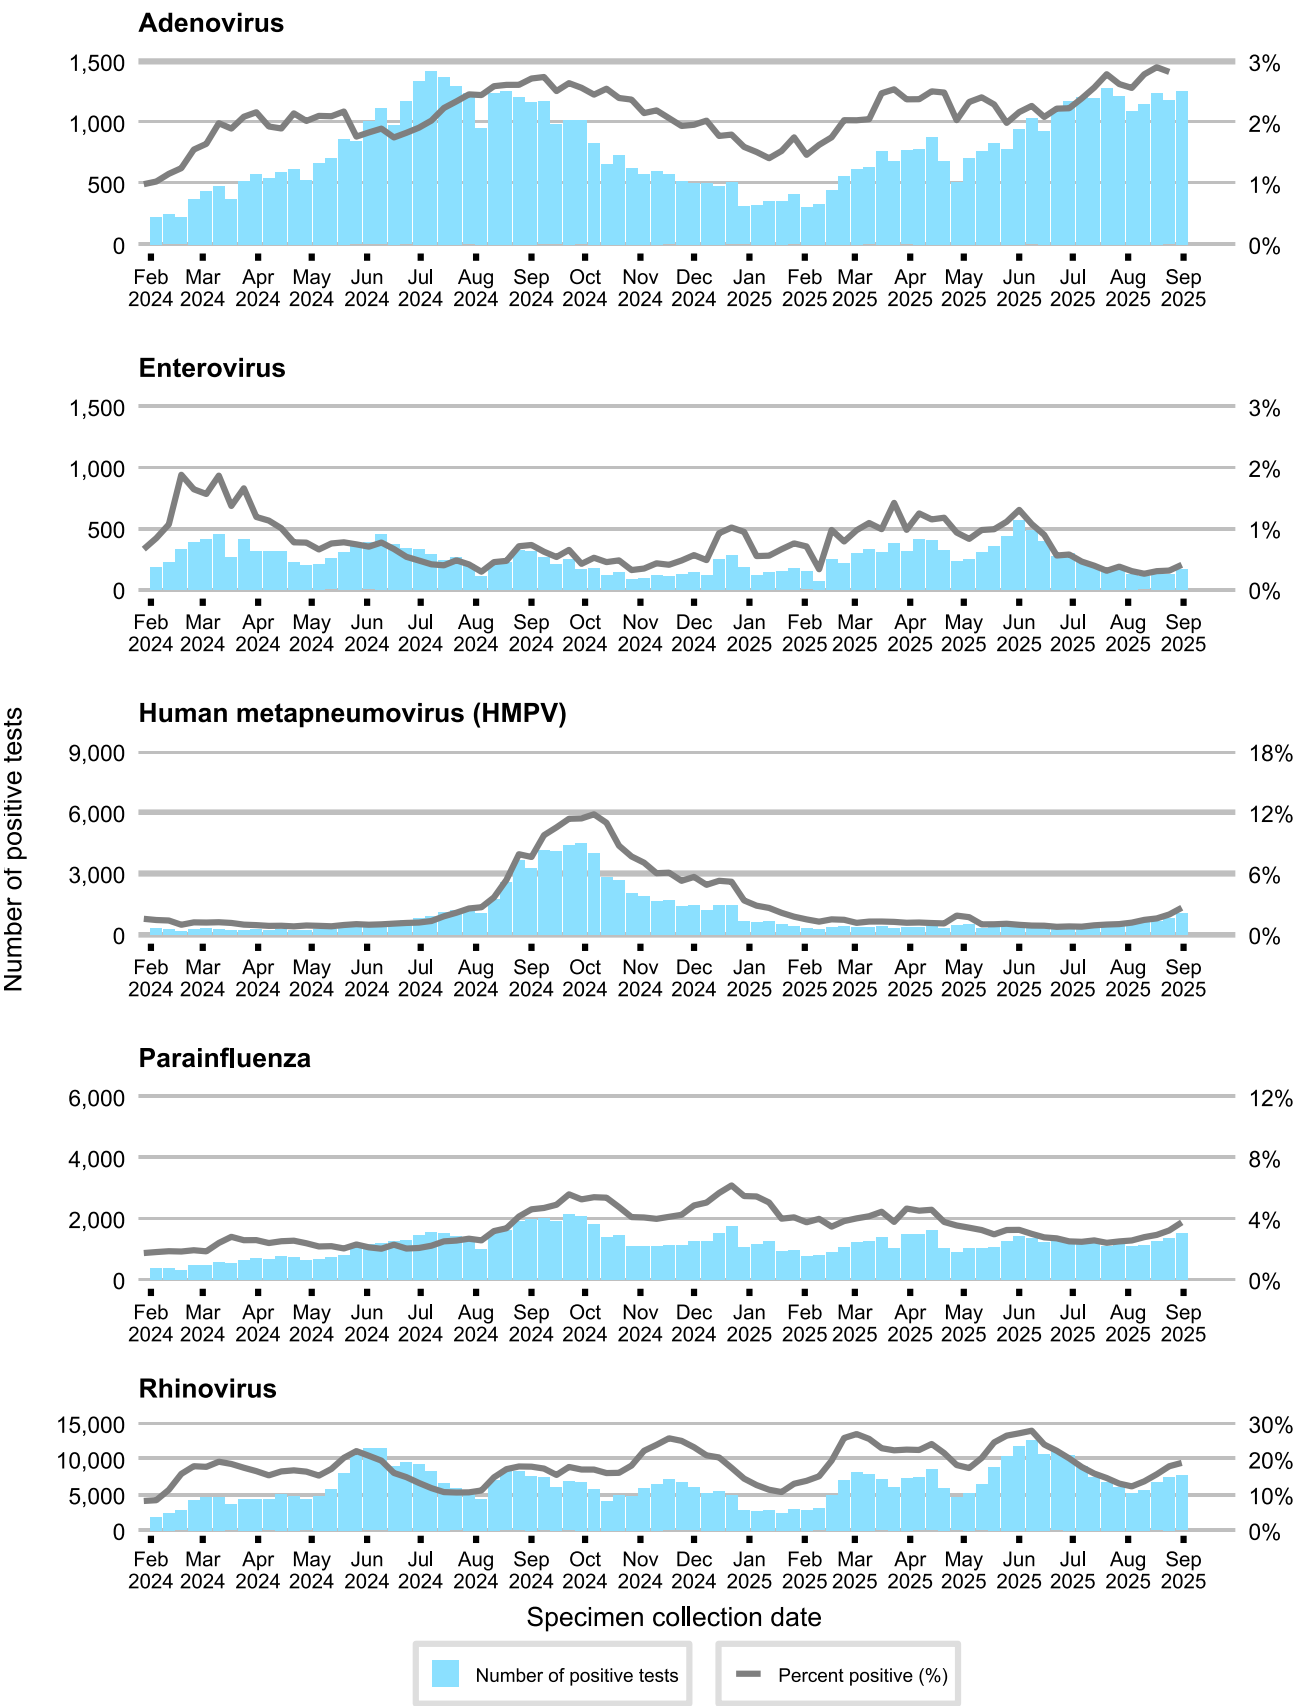 Adenovirus
1,500 3%
1,000 2%
500 1%
0 0%
Feb Mar Apr May Jun Jul Aug Sep Oct Nov Dec Jan Feb Mar Apr May Jun Jul Aug Sep
2024 2024 2024 2024 2024 2024 2024 2024 2024 2024 2024 2025 2025 2025 2025 2025 2025 2025 2025 2025
Enterovirus
1,500 3%
1,000 2%
500 1%
0 0%
Feb Mar Apr May Jun Jul Aug Sep Oct Nov Dec Jan Feb Mar Apr May Jun Jul Aug Sep
2024 2024 2024 2024 2024 2024 2024 2024 2024 2024 2024 2025 2025 2025 2025 2025 2025 2025 2025 2025
Number of positive tests
Human metapneumovirus (HMPV)
9,000 18%
6,000 12%
3,000 6%
0 0%
Feb Mar Apr May Jun Jul Aug Sep Oct Nov Dec Jan Feb Mar Apr May Jun Jul Aug Sep
2024 2024 2024 2024 2024 2024 2024 2024 2024 2024 2024 2025 2025 2025 2025 2025 2025 2025 2025 2025
Parainfluenza
6,000 12%
4,000 8%
2,000 4%
0 0%
Feb Mar Apr May Jun Jul Aug Sep Oct Nov Dec Jan Feb Mar Apr May Jun Jul Aug Sep
2024 2024 2024 2024 2024 2024 2024 2024 2024 2024 2024 2025 2025 2025 2025 2025 2025 2025 2025 2025
Rhinovirus
15,000 30%
10,000 20%
5,000 10%
0 0%
Feb Mar Apr May Jun Jul Aug Sep Oct Nov Dec Jan Feb Mar Apr May Jun Jul Aug Sep
2024 2024 2024 2024 2024 2024 2024 2024 2024 2024 2024 2025 2025 2025 2025 2025 2025 2025 2025 2025
Specimen collection date
Number of positive tests Percent positive (%)